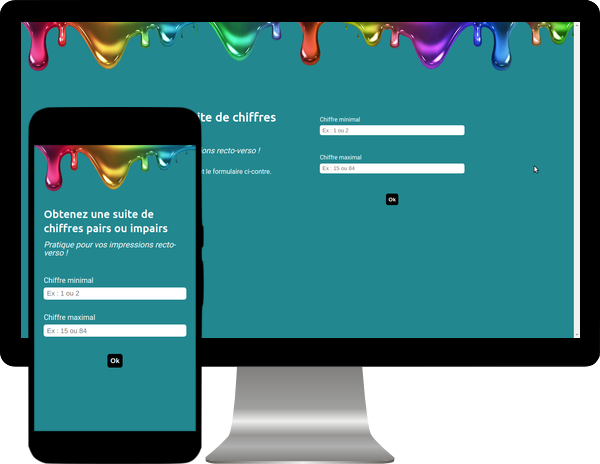 ite de chiffres
ons recto-verso !
t le formulaire ci-contre.
Chiffre minimal
Ex : 1 ou 2
Chiffre maximal
Ex : 15 ou 84
Ok
Obtenez une suite de
chiffres pairs ou impairs
Pratique pour vos impressions recto-
verso !
Chiffre minimal
Ex : 1 ou 2
Chiffre maximal
Ex : 15 ou 84
Ok